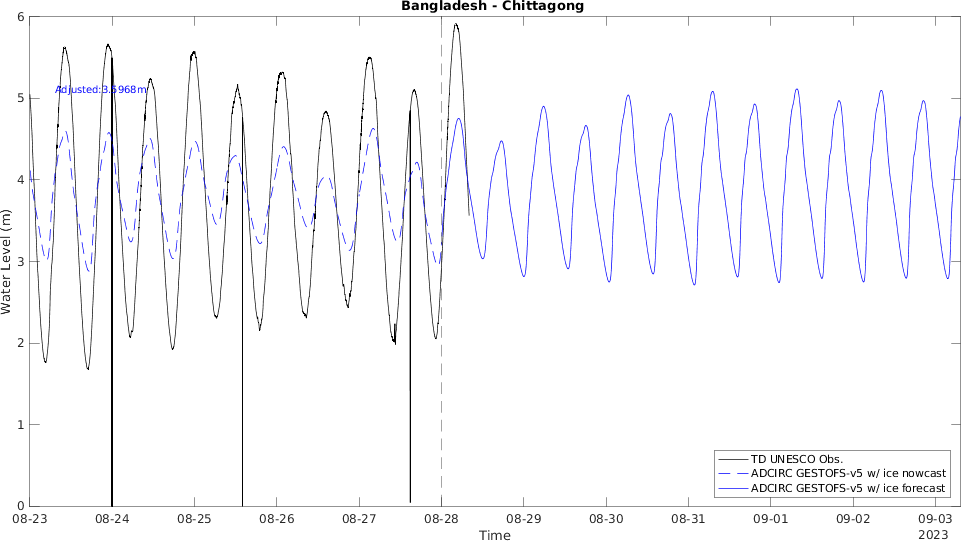 Bangladesh - Chittagong
6
5
4
3
2
1
0
Water Level (m)
Adjusted:3.5968m
08-23 08-24 08-25 08-26 08-27 08-28 08-29 08-30 08-31 09-01 09-02 09-03
Time
2023
TD UNESCO Obs.
ADCIRC GESTOFS-v5 w/ ice nowcast
ADCIRC GESTOFS-v5 w/ ice forecast